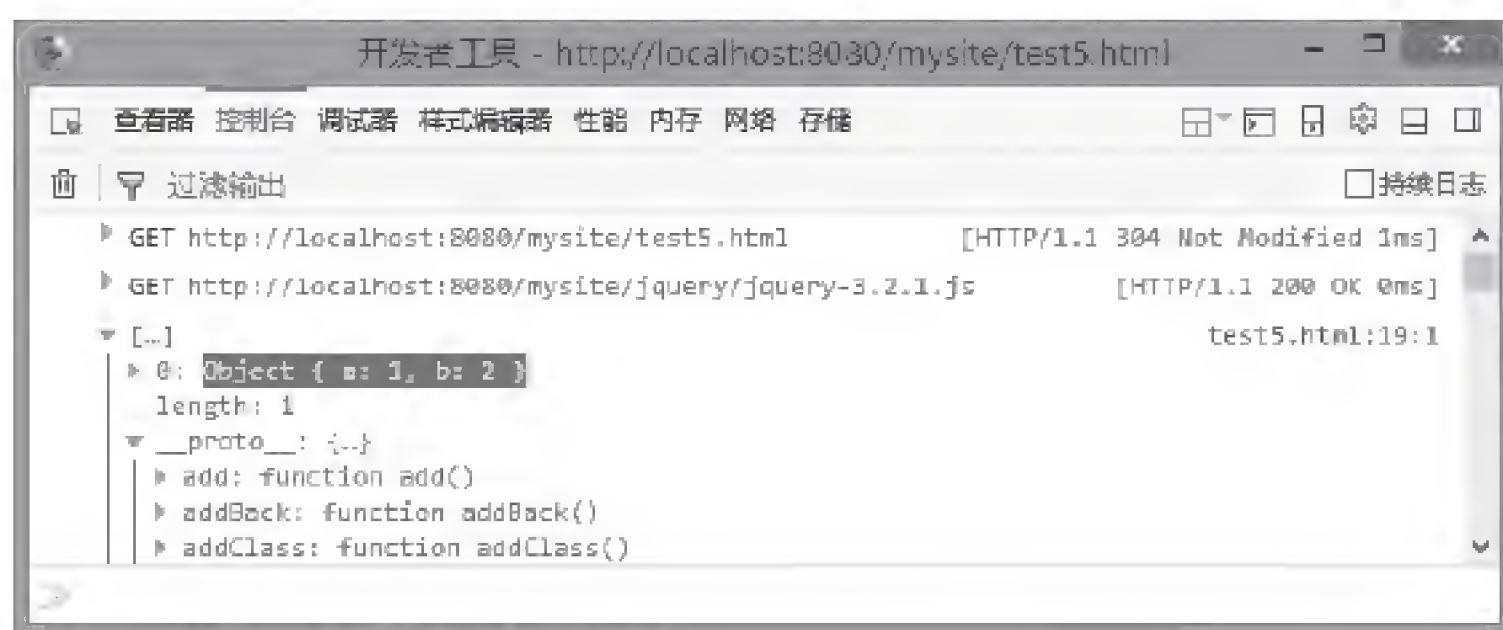 开发者工具 - http://localhost:8080/mysite/test5.html
查看器 控制台 调试器 样式编辑器 性能 内存 网络 存储
过滤输出 持续日志
GET http://localhost:8080/mysite/test5.html [HTTP/1.1 304 Not Modified 1ms]
GET http://localhost:8080/mysite/jquery/jquery-3.2.1.js [HTTP/1.1 200 OK 0ms]
[…] test5.html:19:1
0: Object { a: 1, b: 2 }
length: 1
__proto__: {…}
add: function add()
addBack: function addBack()
addClass: function addClass()